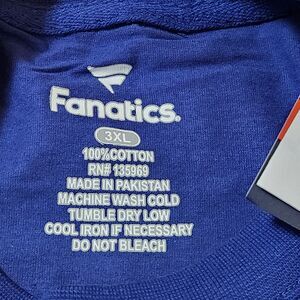 Fanatics.
3XL
100%COTTON
RN# 135969
MADE IN PAKISTAN
MACHINE WASH COLD
TUMBLE DRY LOW
COOL IRON IF NECESSARY
DO NOT BLEACH